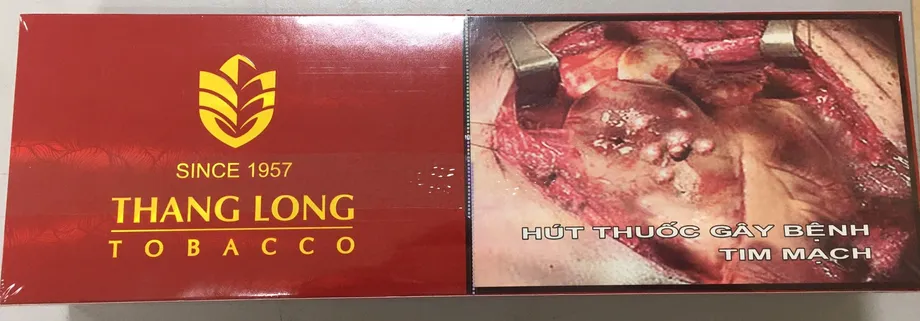 SINCE 1957
THANG LONG
TOBACCO
HÚT THUỐC GÂY BỆNH
TIM MẠCH